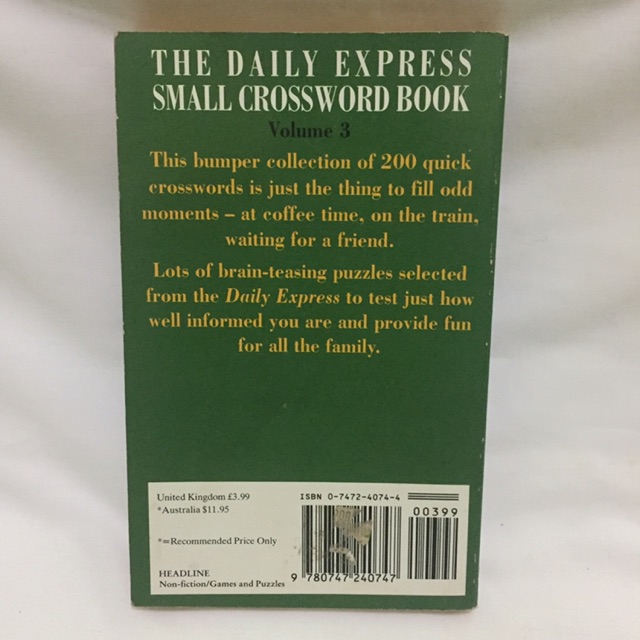 THE DAILY EXPRESS
SMALL CROSSWORD BOOK
Volume 3
This bumper collection of 200 quick
crosswords is just the thing to fill odd
moments – at coffee time, on the train,
waiting for a friend.
Lots of brain-teasing puzzles selected
from the Daily Express to test just how
well informed you are and provide fun
for all the family.
United Kingdom £3.99
*Australia $11.95
*=Recommended Price Only
HEADLINE
Non-fiction/Games and Puzzles
ISBN 0-7472-4074-4
00399
9 780747 240747